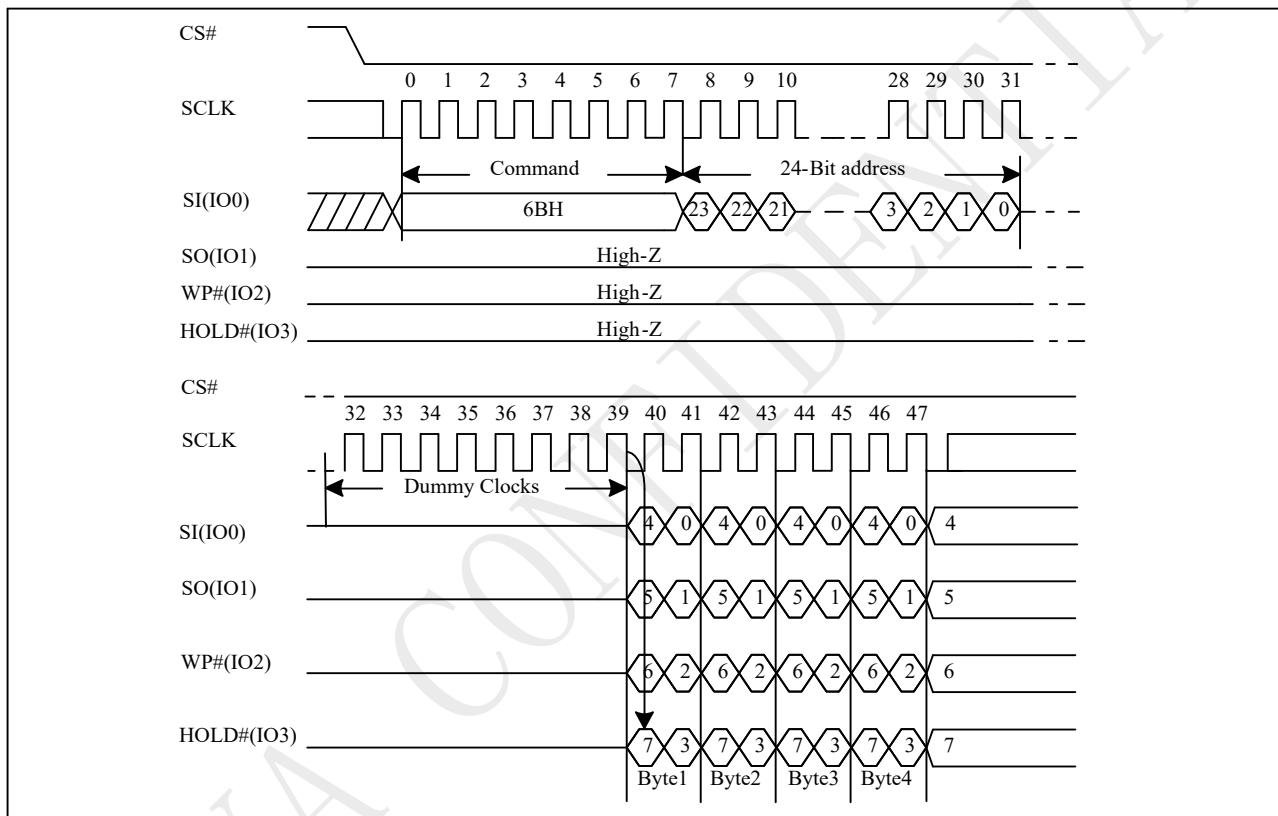 CS#
0 1 2 3 4 5 6 7 8 9 10 28 29 30 31
SCLK
Command 24-Bit address
SI(IO0)
6BH 23 22 21 3 2 1 0
SO(IO1) High-Z
WP#(IO2) High-Z
HOLD#(IO3) High-Z
CS#
32 33 34 35 36 37 38 39 40 41 42 43 44 45 46 47
SCLK
Dummy Clocks
SI(IO0) 4 0 4 0 4 0 4 0 4
SO(IO1) 5 1 5 1 5 1 5 1 5
WP#(IO2) 6 2 6 2 6 2 6 2 6
HOLD#(IO3) 7 3 7 3 7 3 7 3 7
Byte1 Byte2 Byte3 Byte4
CONFIDENTIA